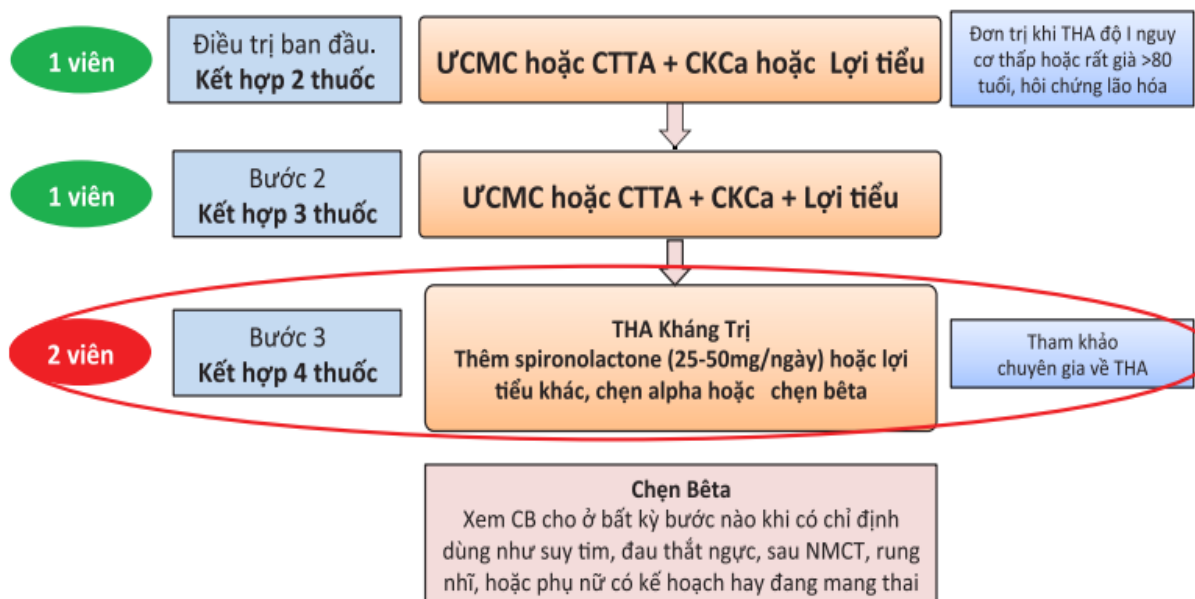 1 viên
Điều trị ban đầu.
Kết hợp 2 thuốc
ƯCMC hoặc CTTA + CKCa hoặc Lợi tiểu
Đơn trị khi THA độ I nguy
cơ thấp hoặc rất già >80
tuổi, hôi chứng lão hóa
1 viên
Bước 2
Kết hợp 3 thuốc
ƯCMC hoặc CTTA + CKCa + Lợi tiểu
2 viên
Bước 3
Kết hợp 4 thuốc
THA Kháng Trị
Thêm spironolactone (25-50mg/ngày) hoặc lợi
tiểu khác, chẹn alpha hoặc chẹn bêta
Tham khảo
chuyên gia về THA
Chẹn Bêta
Xem CB cho ở bất kỳ bước nào khi có chỉ định
dùng như suy tim, đau thắt ngực, sau NMCT, rung
nhĩ, hoặc phụ nữ có kế hoạch hay đang mang thai